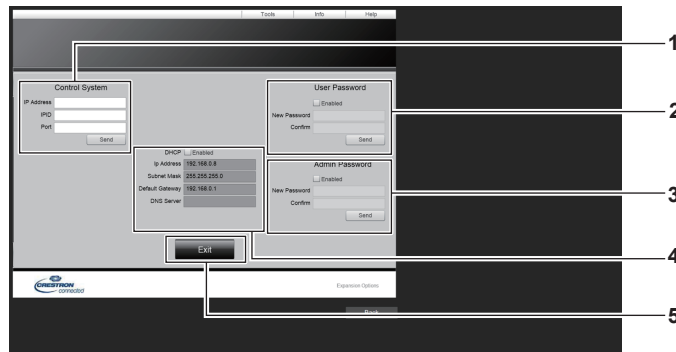 Tools Info Help
1
Control System
IP Address
IPID
Port
Send
User Password
Enabled
New Password
Confirm
Send
2
DHCP Enabled
Ip Address 192.168.0.8
Subnet Mask 255.255.255.0
Default Gateway 192.168.0.1
DNS Server
Admin Password
Enabled
New Password
Confirm
Send
3
4
Exit
CRESTRON
connected
Expansion Options
Back
5